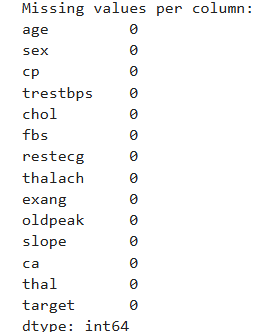 Missing values per column:
age 0
sex 0
cp 0
trestbps 0
chol 0
fbs 0
restecg 0
thalach 0
exang 0
oldpeak 0
slope 0
ca 0
thal 0
target 0
dtype: int64